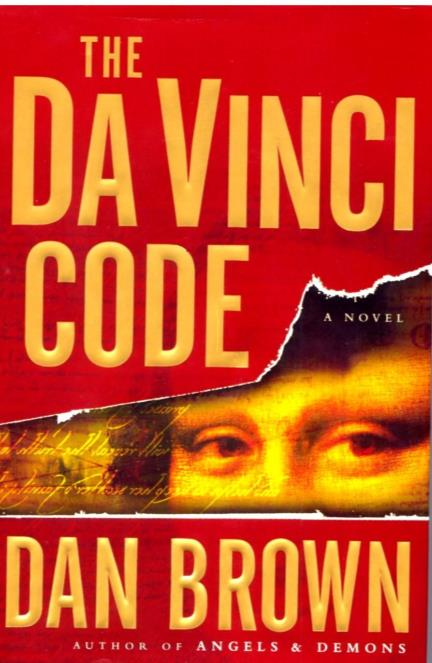 THE
DA VINCI
CODE
A NOVEL
DAN BROWN
AUTHOR OF ANGELS & DEMONS